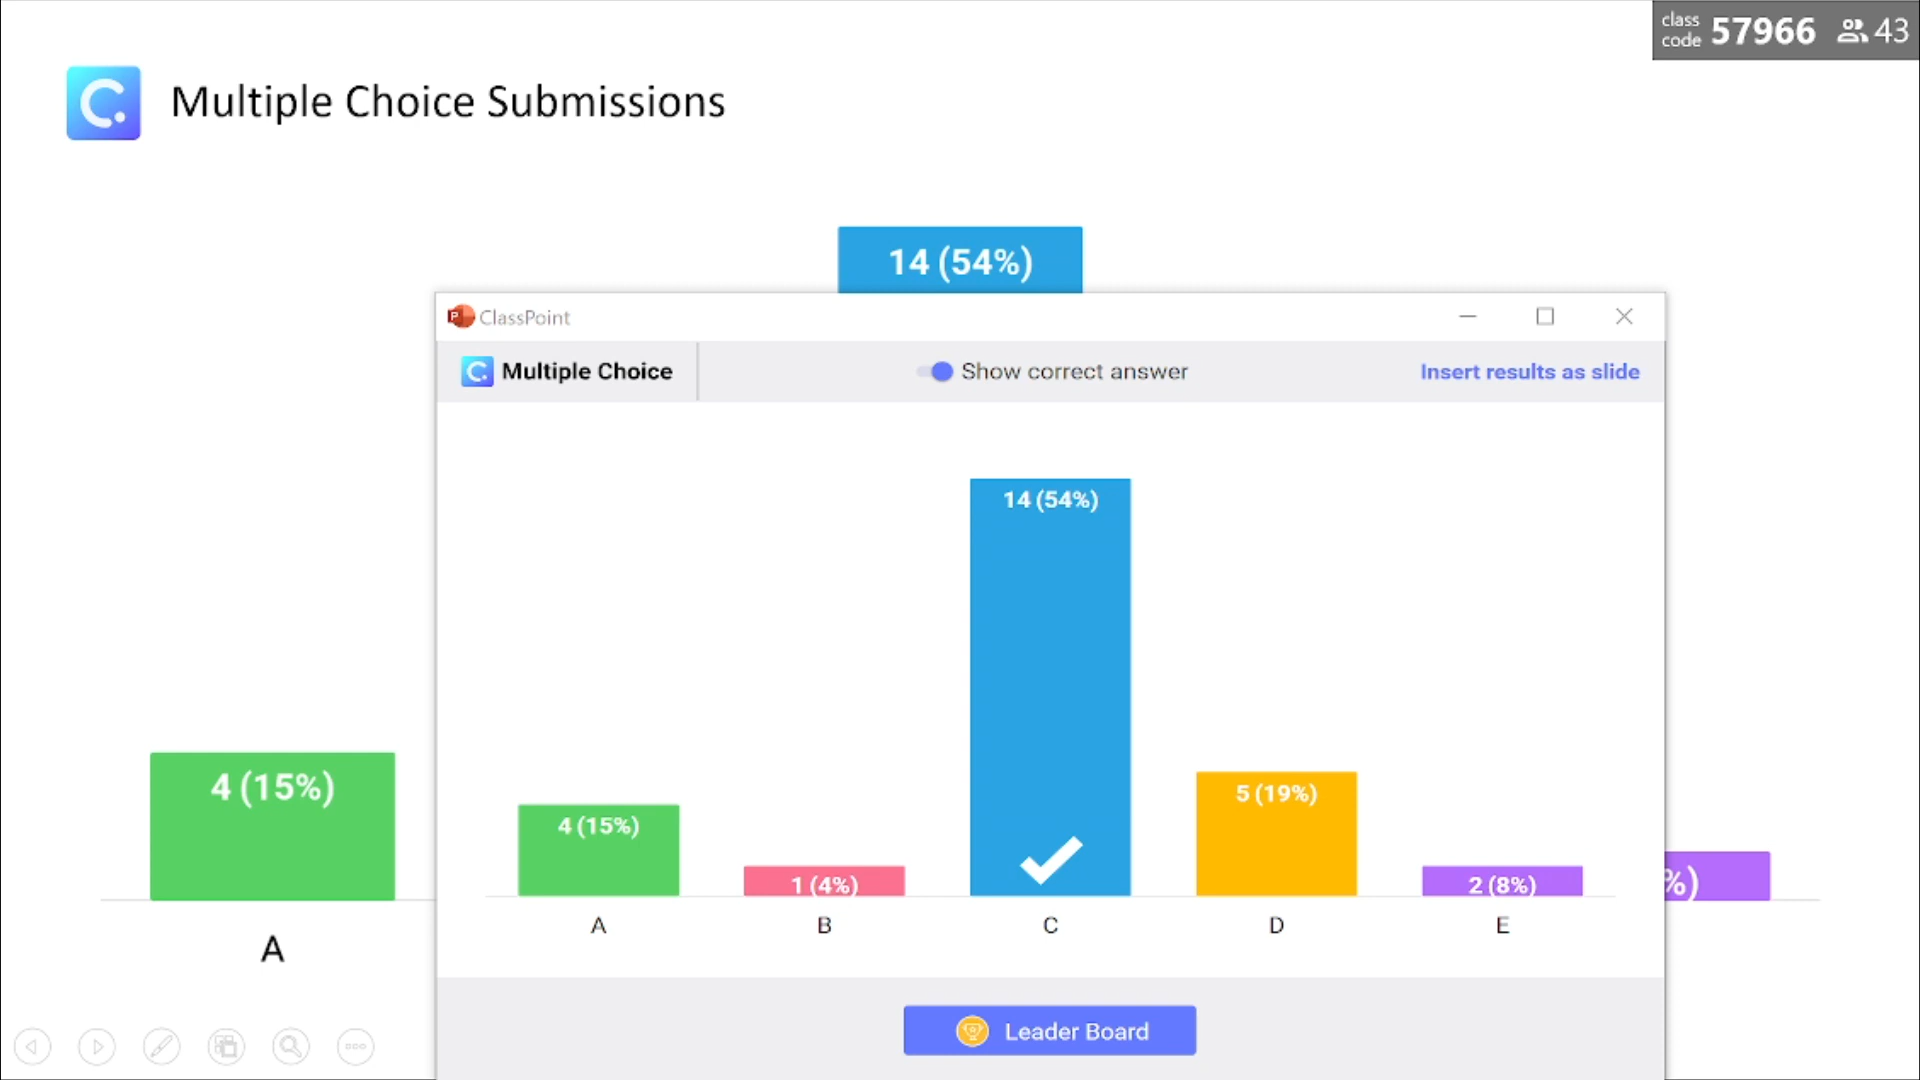 class
code 57966 43
Multiple Choice Submissions
14 (54%)
ClassPoint
Multiple Choice
Show correct answer
Insert results as slide
14 (54%)
4 (15%)
5 (19%)
4 (15%)
1 (4%)
2 (8%)
%)
A
B
C
D
E
A
Leader Board